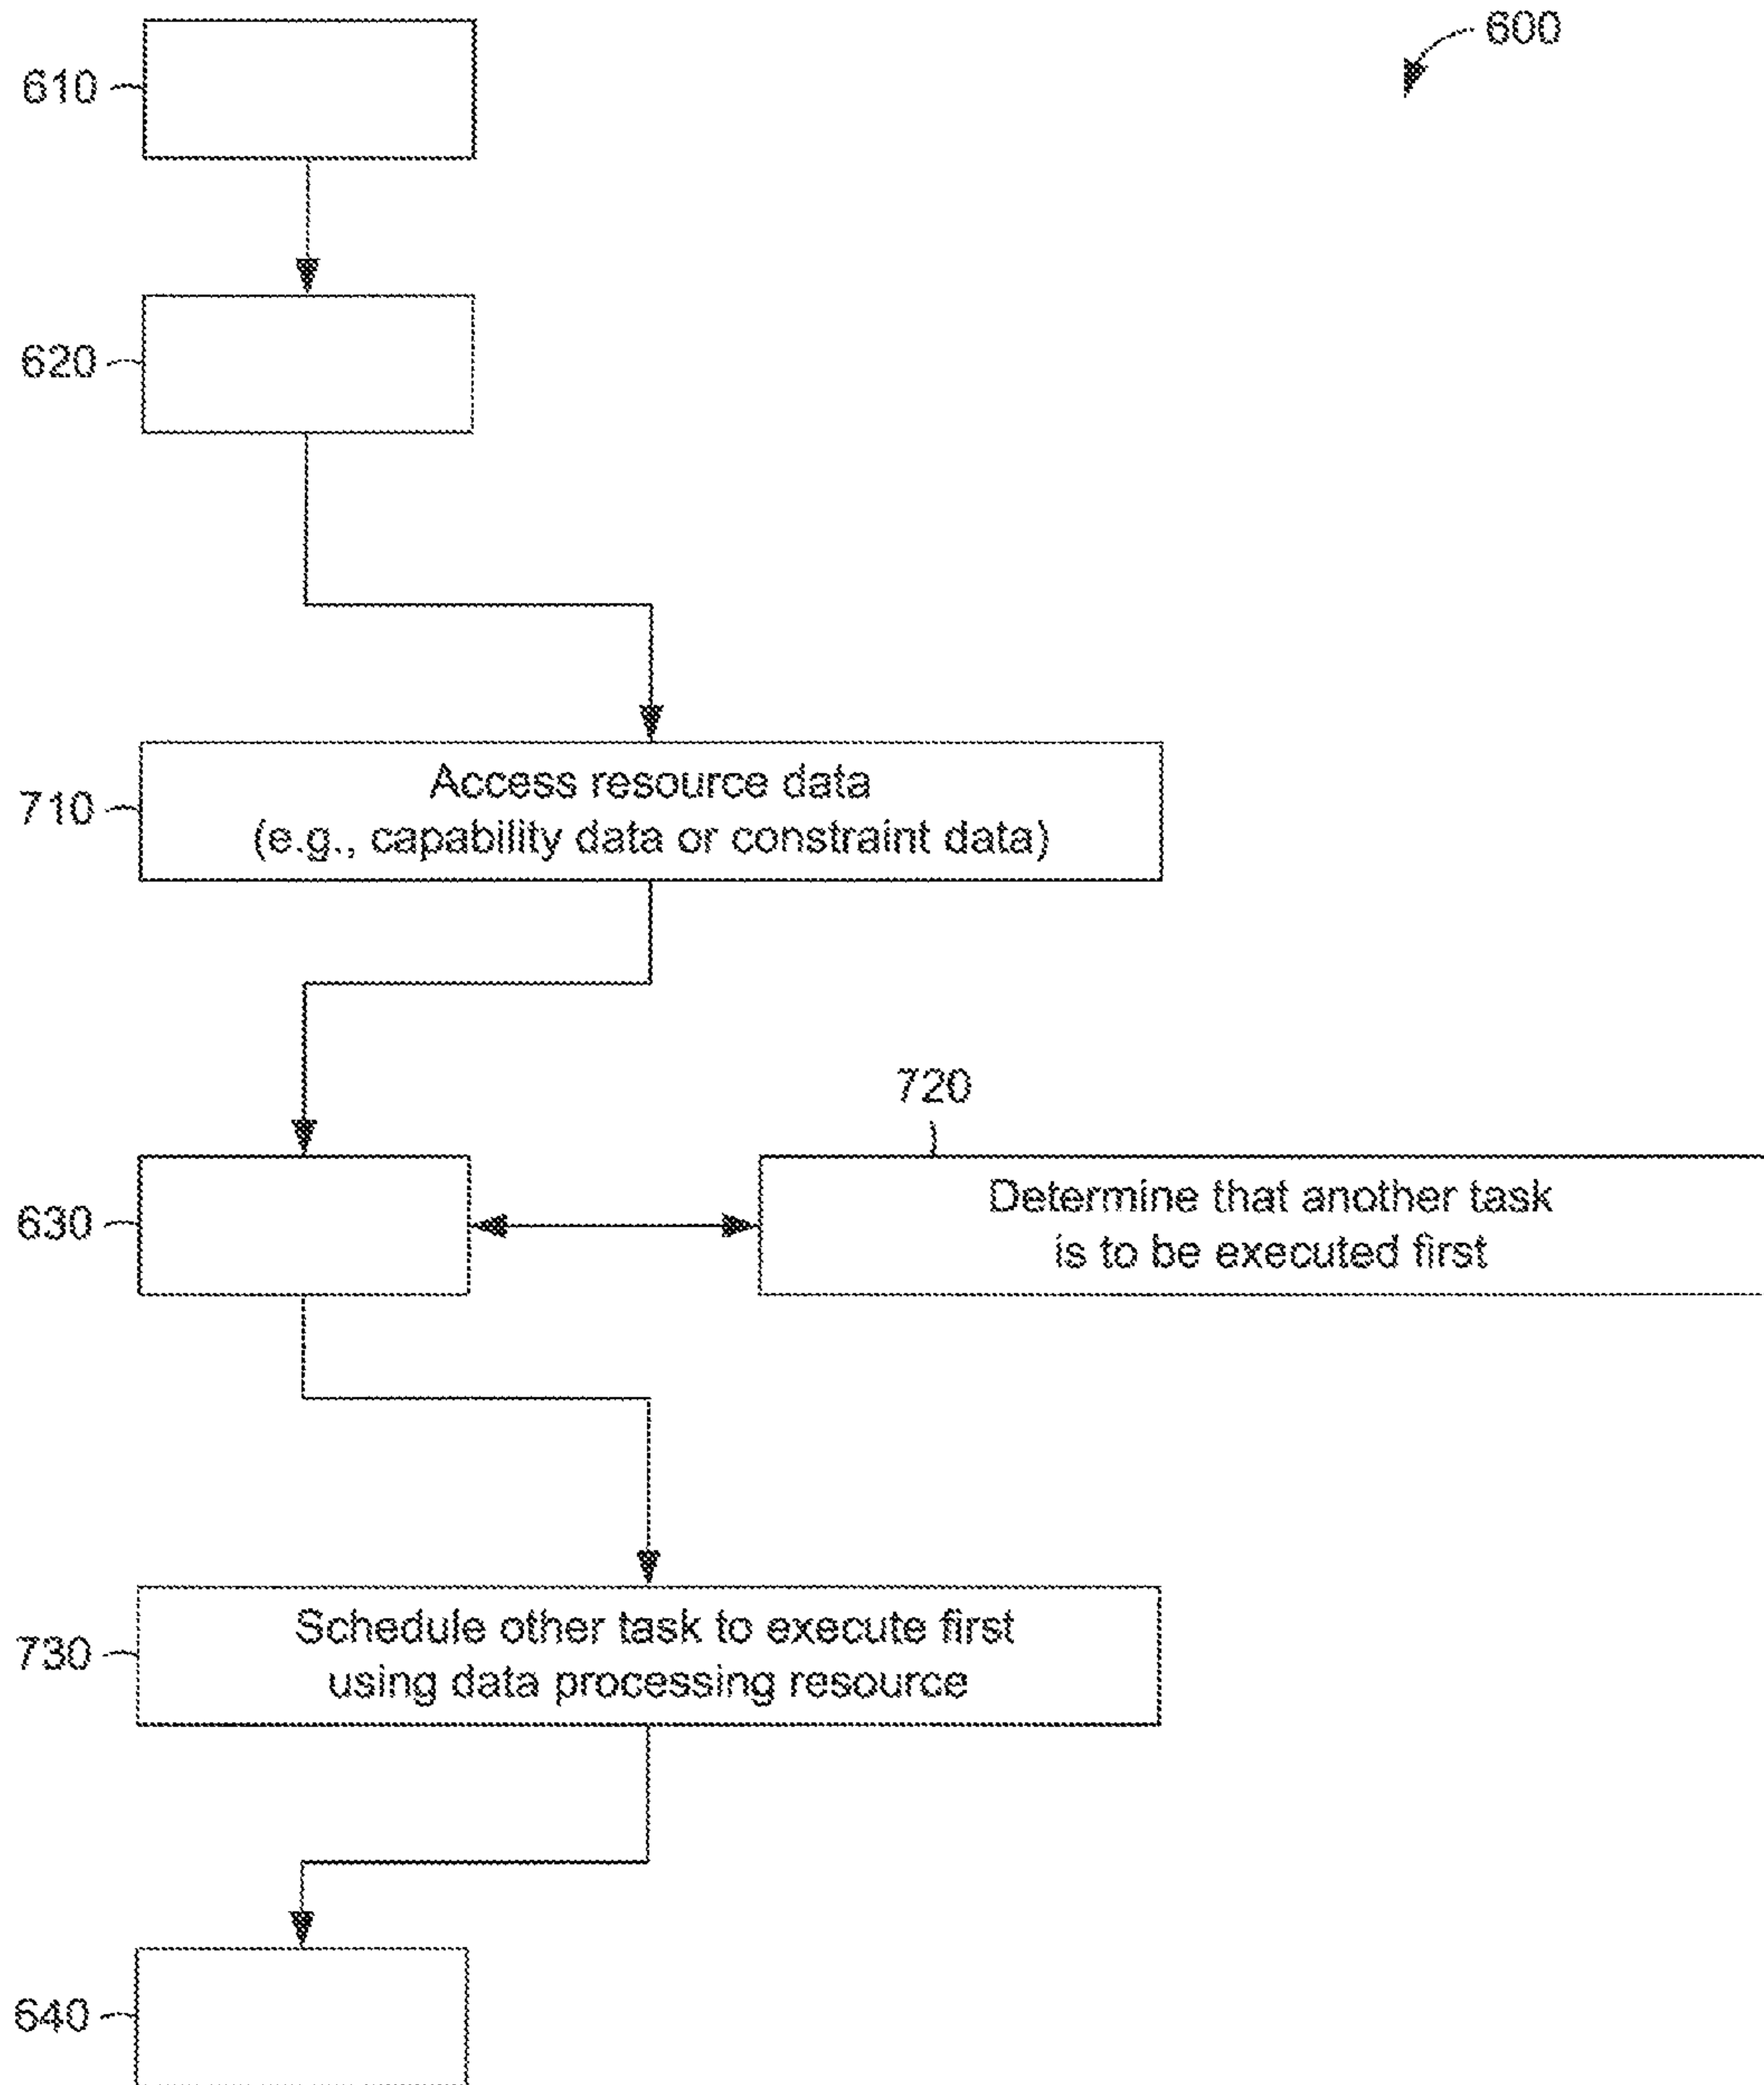 600
610
620
710
Access resource data
(e.g., capability data or constraint data)
720
630
Determine that another task
is to be executed first
730
Schedule other task to execute first
using data processing resource
640